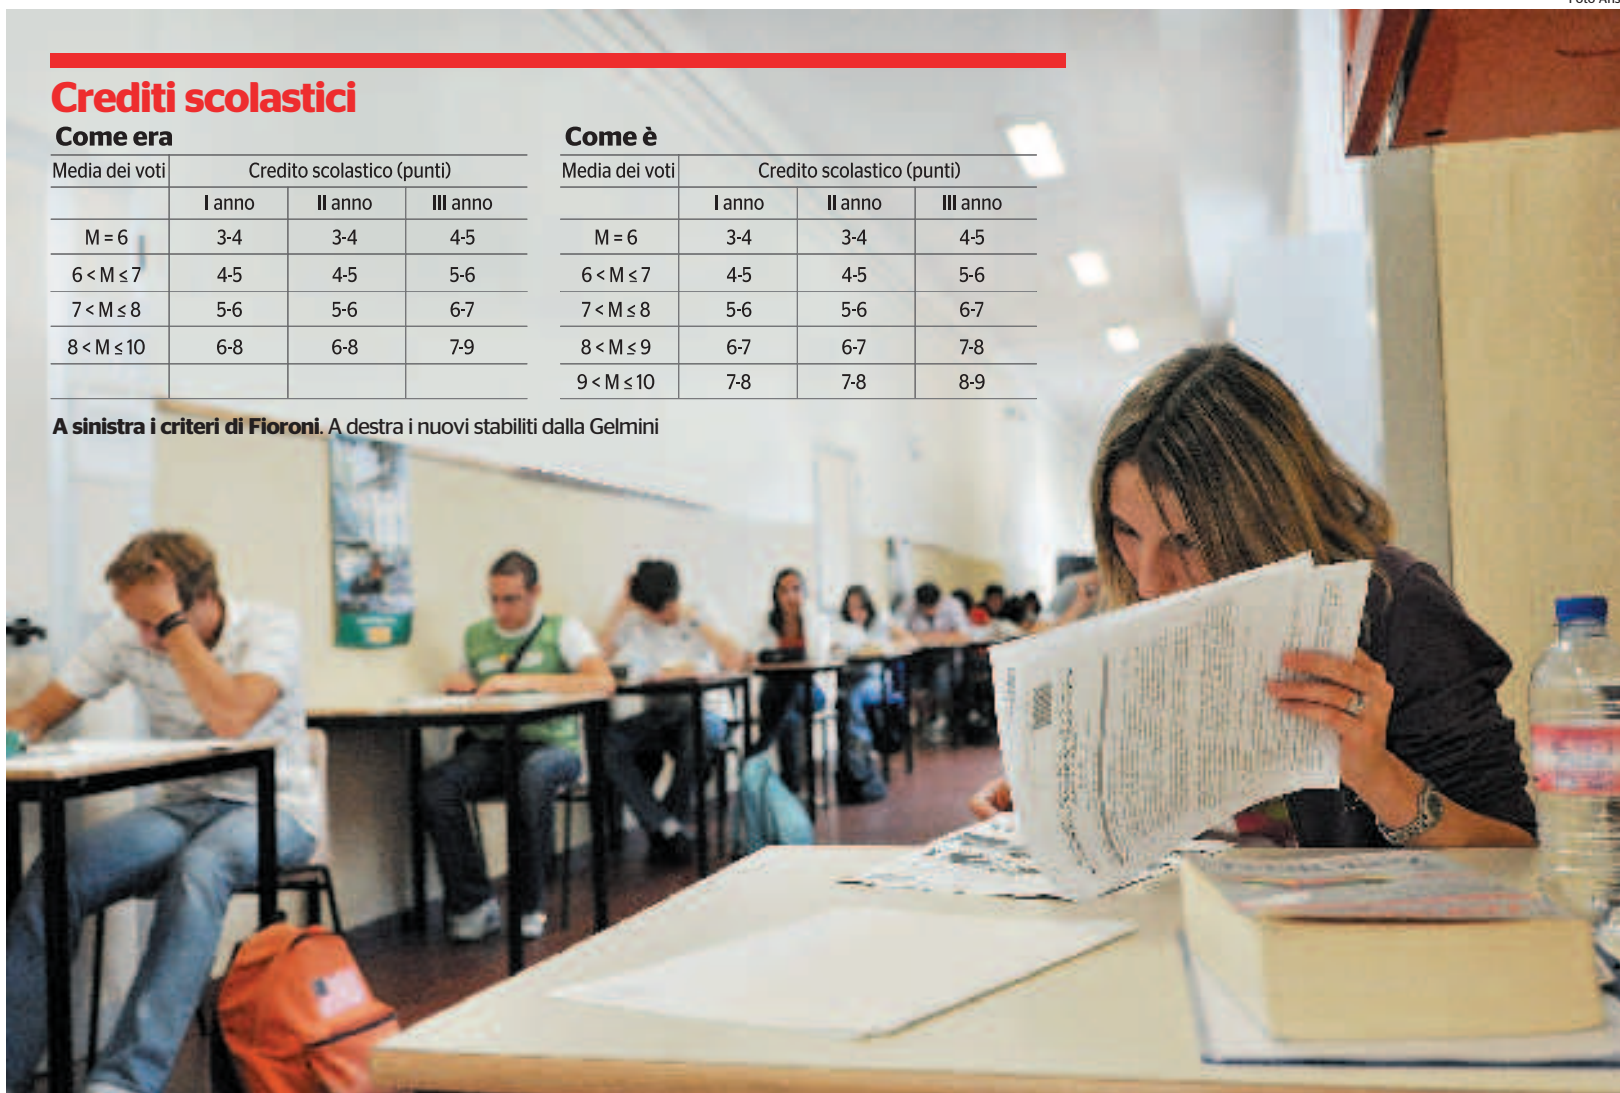 Crediti scolastici
Come era
Media dei voti Credito scolastico (punti)
I anno II anno III anno
M = 6 3-4 3-4 4-5
6 < M ≤ 7 4-5 4-5 5-6
7 < M ≤ 8 5-6 5-6 6-7
8 < M ≤ 10 6-8 6-8 7-9
Come è
Media dei voti Credito scolastico (punti)
I anno II anno III anno
M = 6 3-4 3-4 4-5
6 < M ≤ 7 4-5 4-5 5-6
7 < M ≤ 8 5-6 5-6 6-7
8 < M ≤ 9 6-7 6-7 7-8
9 < M ≤ 10 7-8 7-8 8-9
A sinistra i criteri di Fioroni. A destra i nuovi stabiliti dalla Gelmini